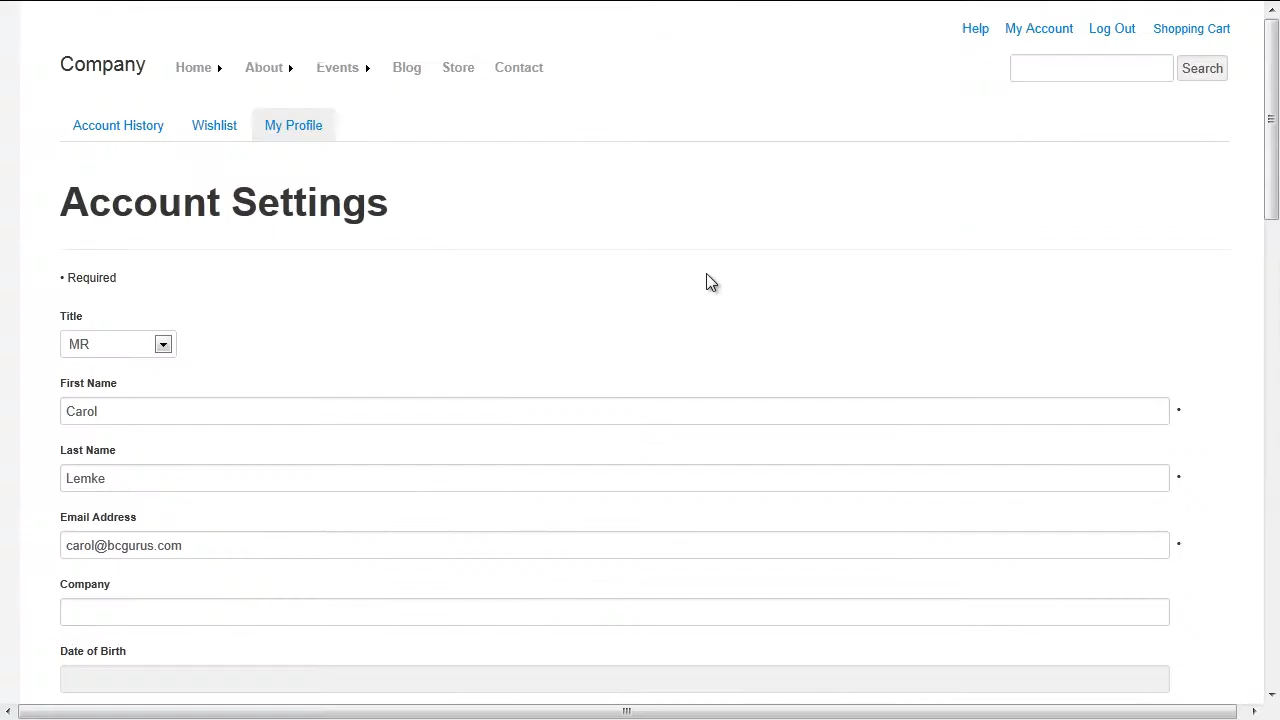 Help My Account Log Out Shopping Cart
Company Home About Events Blog Store Contact Search
Account History Wishlist My Profile
Account Settings
• Required
Title
MR
First Name
Carol •
Last Name
Lemke •
Email Address
carol@bcgurus.com •
Company
Date of Birth